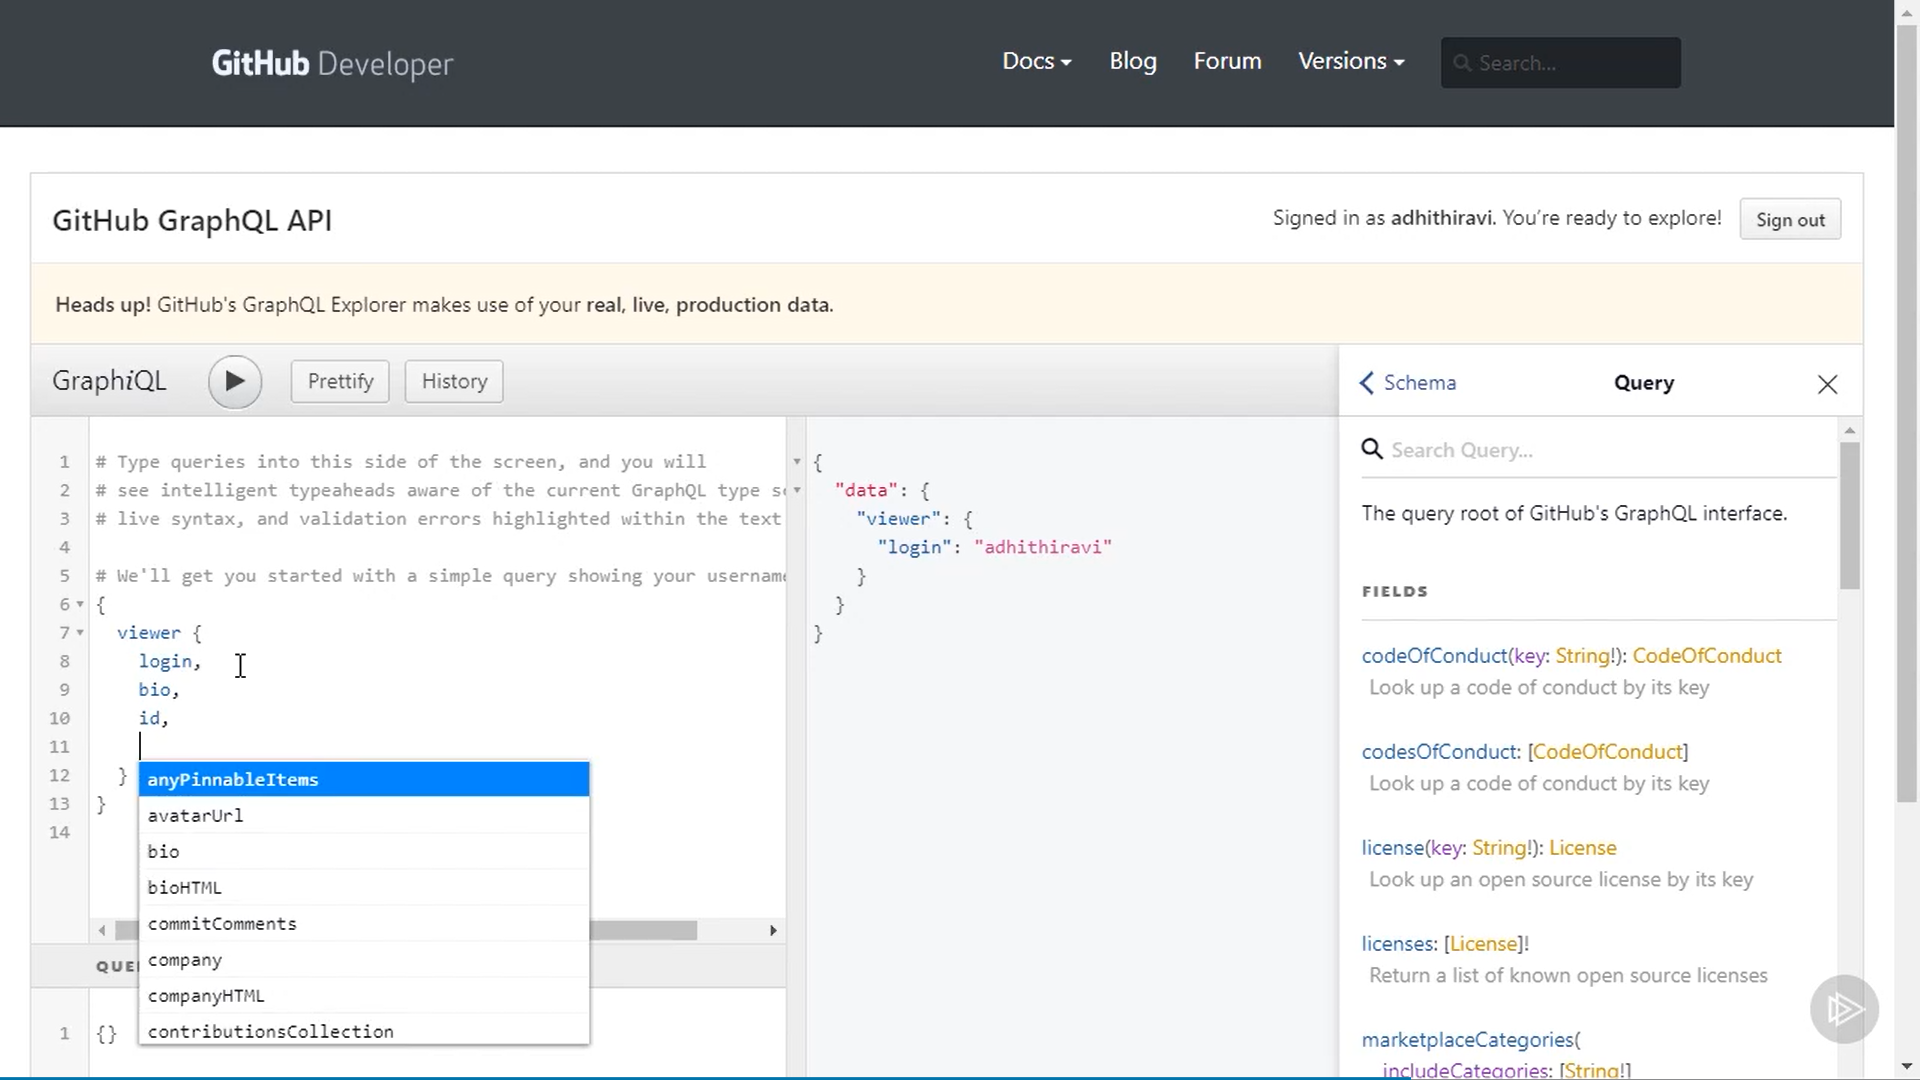 GitHub Developer
Docs
Blog
Forum
Versions
Search...
GitHub GraphQL API
Signed in as adhithiravi. You're ready to explore!
Sign out
Heads up! GitHub's GraphQL Explorer makes use of your real, live, production data.
GraphiQL
Prettify
History
Schema
Query
1 # Type queries into this side of the screen, and you will
2 # see intelligent typeaheads aware of the current GraphQL type s
3 # live syntax, and validation errors highlighted within the text
4
5 # We'll get you started with a simple query showing your username
6 {
7 viewer {
8 login,
9 bio,
10 id,
11
12 }
13 }
14
anyPinnableItems
avatarUrl
bio
bioHTML
commitComments
company
companyHTML
contributionsCollection
QUE
1 {}
{
"data": {
"viewer": {
"login": "adhithiravi"
}
}
}
Search Query...
The query root of GitHub's GraphQL interface.
FIELDS
codeOfConduct(key: String!): CodeOfConduct
Look up a code of conduct by its key
codesOfConduct: [CodeOfConduct]
Look up a code of conduct by its key
license(key: String!): License
Look up an open source license by its key
licenses: [License]!
Return a list of known open source licenses
marketplaceCategories(
includeCategories: [String!]